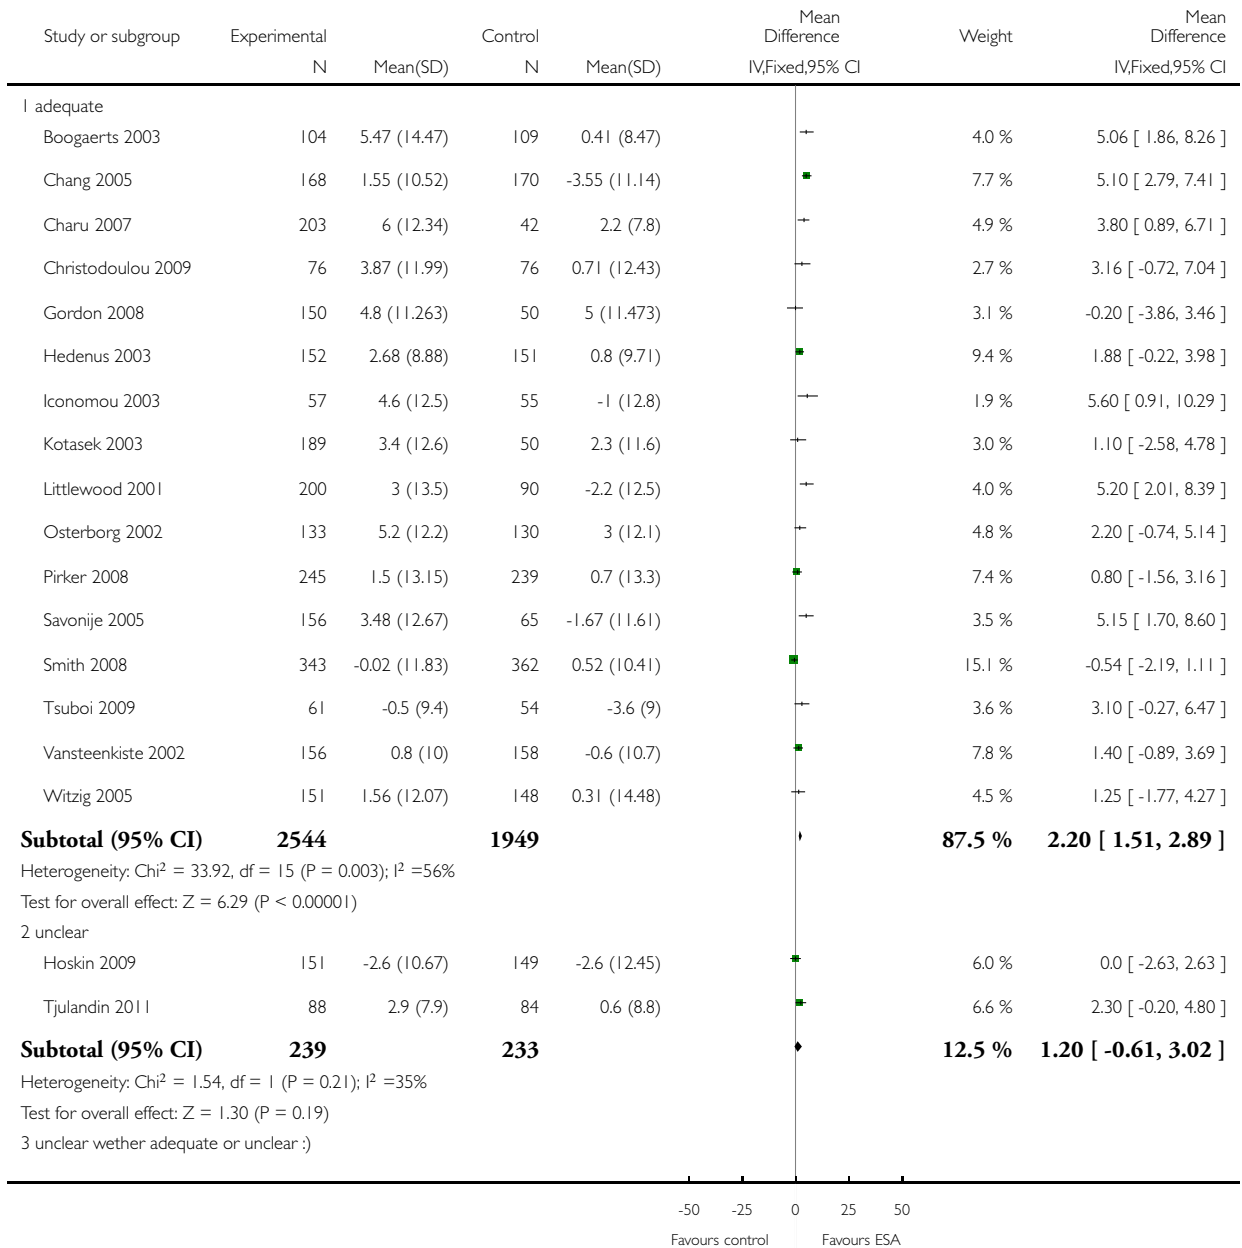 Study or subgroup Experimental Control Mean Difference Weight Mean Difference
N Mean(SD) N Mean(SD) IV,Fixed,95% CI IV,Fixed,95% CI
1 adequate
Boogaerts 2003 104 5.47 (14.47) 109 0.41 (8.47) 4.0 % 5.06 [ 1.86, 8.26 ]
Chang 2005 168 1.55 (10.52) 170 -3.55 (11.14) 7.7 % 5.10 [ 2.79, 7.41 ]
Charu 2007 203 6 (12.34) 42 2.2 (7.8) 4.9 % 3.80 [ 0.89, 6.71 ]
Christodoulou 2009 76 3.87 (11.99) 76 0.71 (12.43) 2.7 % 3.16 [ -0.72, 7.04 ]
Gordon 2008 150 4.8 (11.263) 50 5 (11.473) 3.1 % -0.20 [ -3.86, 3.46 ]
Hedenus 2003 152 2.68 (8.88) 151 0.8 (9.71) 9.4 % 1.88 [ -0.22, 3.98 ]
Iconomou 2003 57 4.6 (12.5) 55 -1 (12.8) 1.9 % 5.60 [ 0.91, 10.29 ]
Kotasek 2003 189 3.4 (12.6) 50 2.3 (11.6) 3.0 % 1.10 [ -2.58, 4.78 ]
Littlewood 2001 200 3 (13.5) 90 -2.2 (12.5) 4.0 % 5.20 [ 2.01, 8.39 ]
Osterborg 2002 133 5.2 (12.2) 130 3 (12.1) 4.8 % 2.20 [ -0.74, 5.14 ]
Pirker 2008 245 1.5 (13.15) 239 0.7 (13.3) 7.4 % 0.80 [ -1.56, 3.16 ]
Savonije 2005 156 3.48 (12.67) 65 -1.67 (11.61) 3.5 % 5.15 [ 1.70, 8.60 ]
Smith 2008 343 -0.02 (11.83) 362 0.52 (10.41) 15.1 % -0.54 [ -2.19, 1.11 ]
Tsuboi 2009 61 -0.5 (9.4) 54 -3.6 (9) 3.6 % 3.10 [ -0.27, 6.47 ]
Vansteenkiste 2002 156 0.8 (10) 158 -0.6 (10.7) 7.8 % 1.40 [ -0.89, 3.69 ]
Witzig 2005 151 1.56 (12.07) 148 0.31 (14.48) 4.5 % 1.25 [ -1.77, 4.27 ]
Subtotal (95% CI) 2544 1949 87.5 % 2.20 [ 1.51, 2.89 ]
Heterogeneity: Chi² = 33.92, df = 15 (P = 0.003); I² =56%
Test for overall effect: Z = 6.29 (P < 0.00001)
2 unclear
Hoskin 2009 151 -2.6 (10.67) 149 -2.6 (12.45) 6.0 % 0.0 [ -2.63, 2.63 ]
Tjulandin 2011 88 2.9 (7.9) 84 0.6 (8.8) 6.6 % 2.30 [ -0.20, 4.80 ]
Subtotal (95% CI) 239 233 12.5 % 1.20 [ -0.61, 3.02 ]
Heterogeneity: Chi² = 1.54, df = 1 (P = 0.21); I² =35%
Test for overall effect: Z = 1.30 (P = 0.19)
3 unclear wether adequate or unclear :)
-50 -25 0 25 50
Favours control Favours ESA